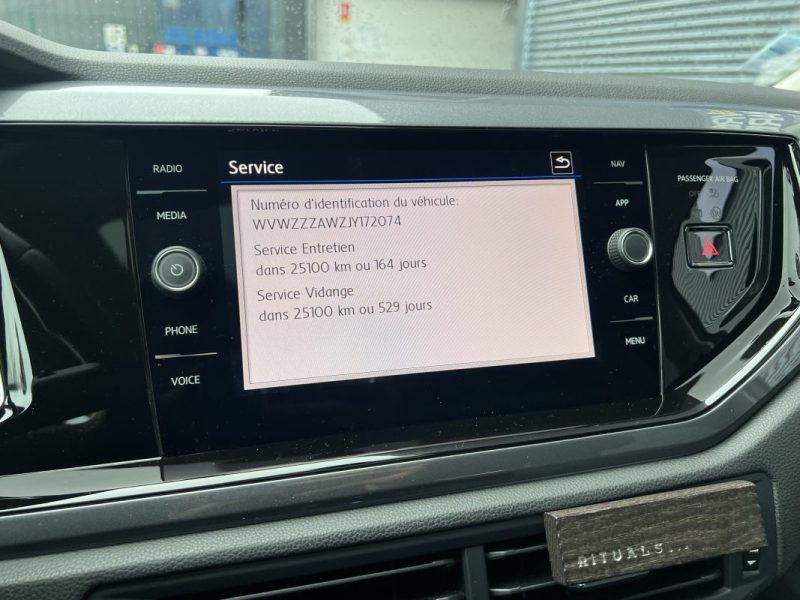 RADIO
MEDIA
PHONE
VOICE
Service
Numéro d'identification du véhicule:
WVWZZZAWZJY172074
Service Entretien
dans 25100 km ou 164 jours
Service Vidange
dans 25100 km ou 529 jours
NAV
APP
CAR
MENU
PASSENGER AIR BAG
RITUALS...